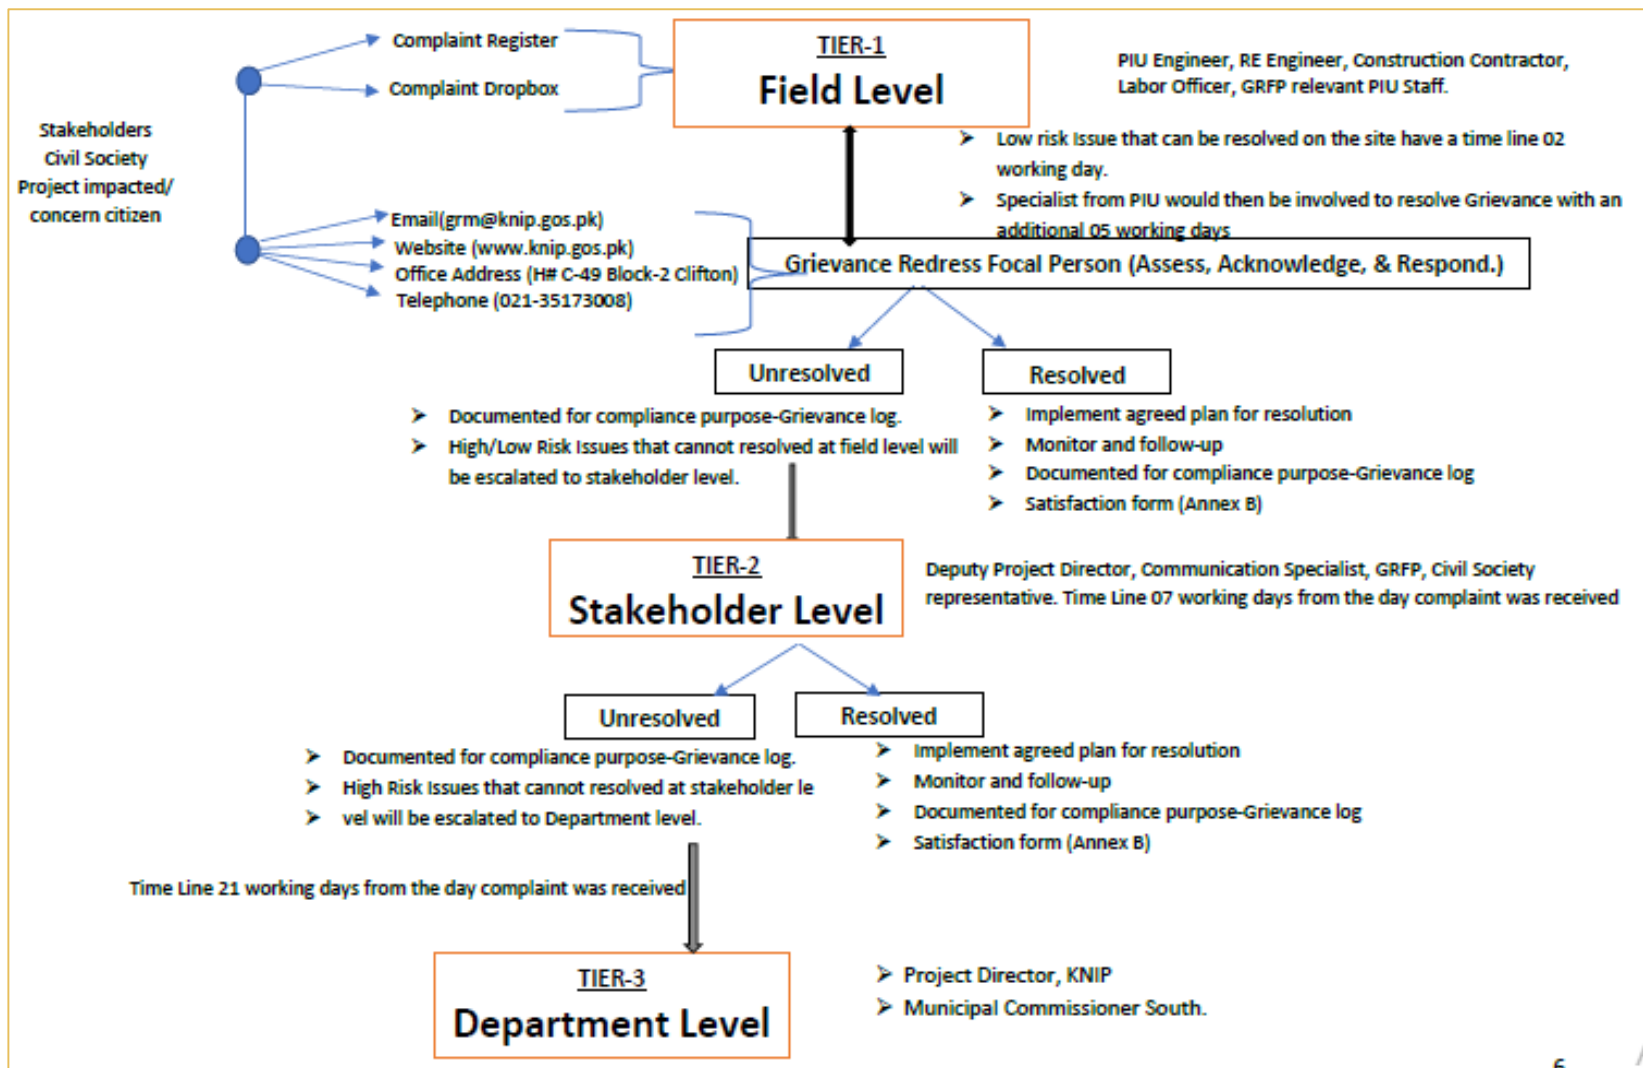 Complaint Register
Complaint Dropbox
TIER-1
Field Level
PIU Engineer, RE Engineer, Construction Contractor,
Labor Officer, GRFP relevant PIU Staff.
Stakeholders
Civil Society
Project impacted/
concern citizen
➤ Low risk Issue that can be resolved on the site have a time line 02
working day.
➤ Specialist from PIU would then be involved to resolve Grievance with an
additional 05 working days
Email(grm@knip.gos.pk)
Website (www.knip.gos.pk)
Office Address (H# C-49 Block-2 Clifton)
Telephone (021-35173008)
Grievance Redress Focal Person (Assess, Acknowledge, & Respond.)
Unresolved
➤ Documented for compliance purpose-Grievance log.
➤ High/Low Risk Issues that cannot resolved at field level will
be escalated to stakeholder level.
Resolved
➤ Implement agreed plan for resolution
➤ Monitor and follow-up
➤ Documented for compliance purpose-Grievance log
➤ Satisfaction form (Annex B)
TIER-2
Stakeholder Level
Deputy Project Director, Communication Specialist, GRFP, Civil Society
representative. Time Line 07 working days from the day complaint was received
Unresolved
➤ Documented for compliance purpose-Grievance log.
➤ High Risk Issues that cannot resolved at stakeholder le
➤ vel will be escalated to Department level.
Resolved
➤ Implement agreed plan for resolution
➤ Monitor and follow-up
➤ Documented for compliance purpose-Grievance log
➤ Satisfaction form (Annex B)
Time Line 21 working days from the day complaint was received
TIER-3
Department Level
➤ Project Director, KNIP
➤ Municipal Commissioner South.
6